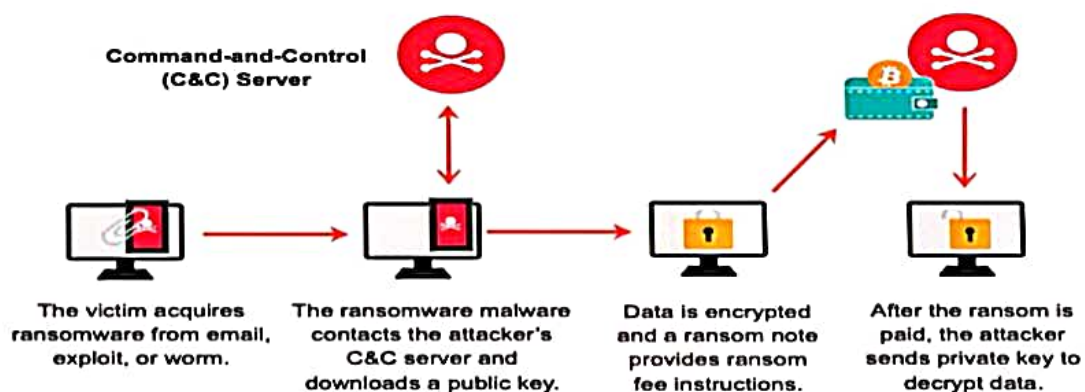 Command-and-Control
(C&C) Server
The victim acquires
ransomware from email,
exploit, or worm.
The ransomware malware
contacts the attacker's
C&C server and
downloads a public key.
Data is encrypted
and a ransom note
provides ransom
fee instructions.
After the ransom is
paid, the attacker
sends private key to
decrypt data.